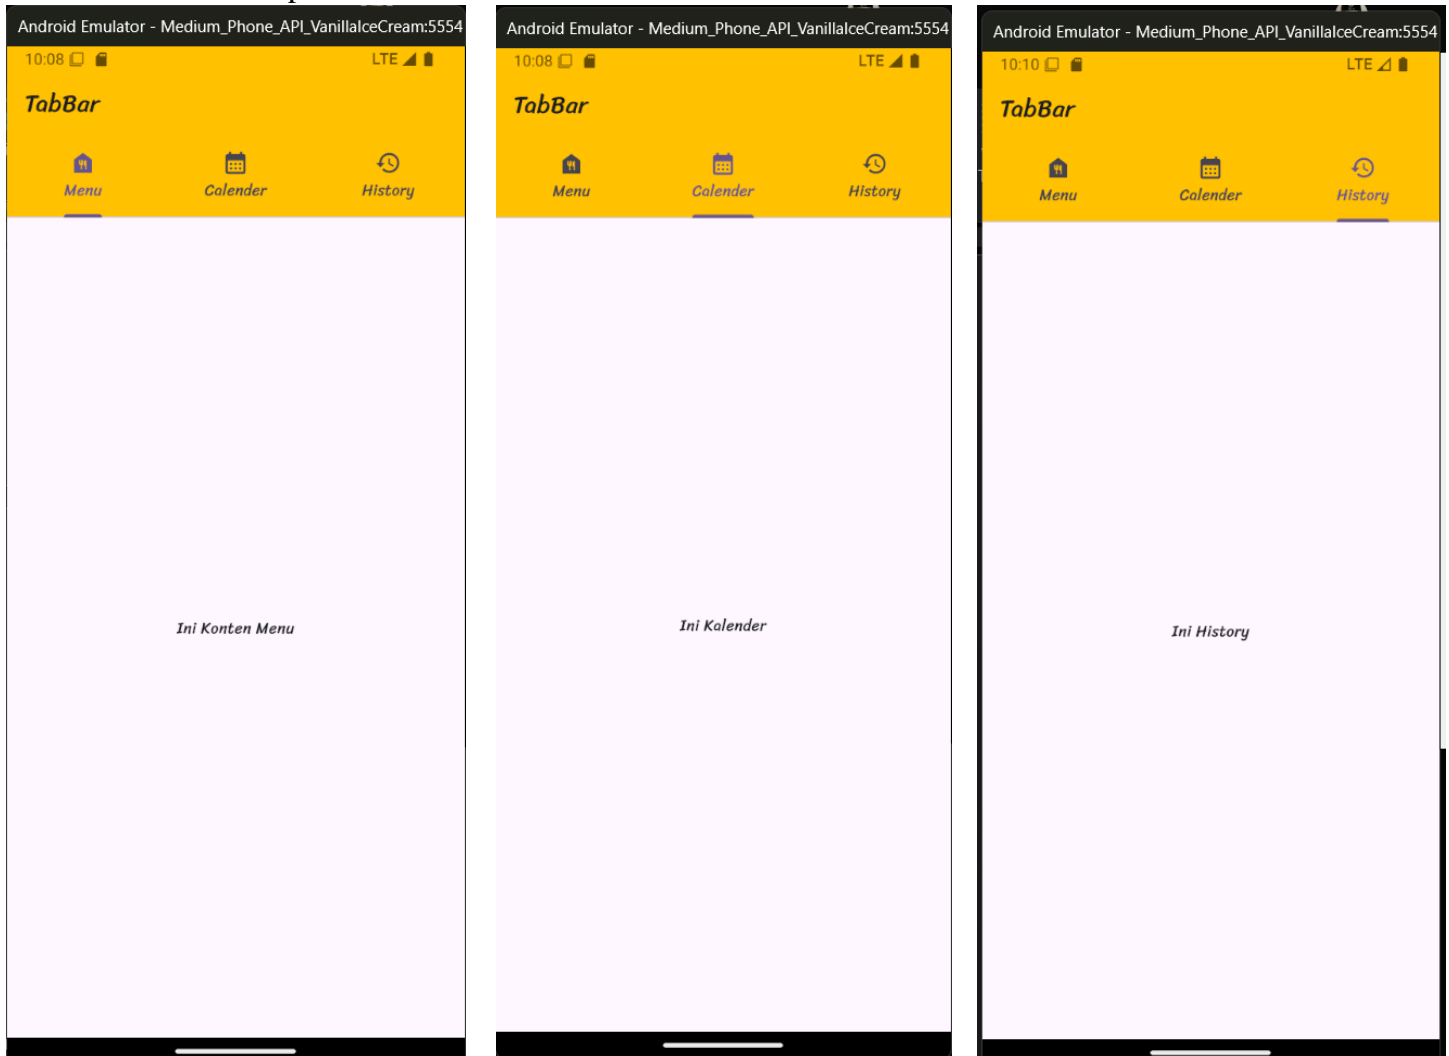 Android Emulator - Medium_Phone_API_VanillaIceCream:5554
10:08 LTE
TabBar
Menu Calender History
Ini Konten Menu
Android Emulator - Medium_Phone_API_VanillaIceCream:5554
10:08 LTE
TabBar
Menu Calender History
Ini Kalender
Android Emulator - Medium_Phone_API_VanillaIceCream:5554
10:10 LTE
TabBar
Menu Calender History
Ini History